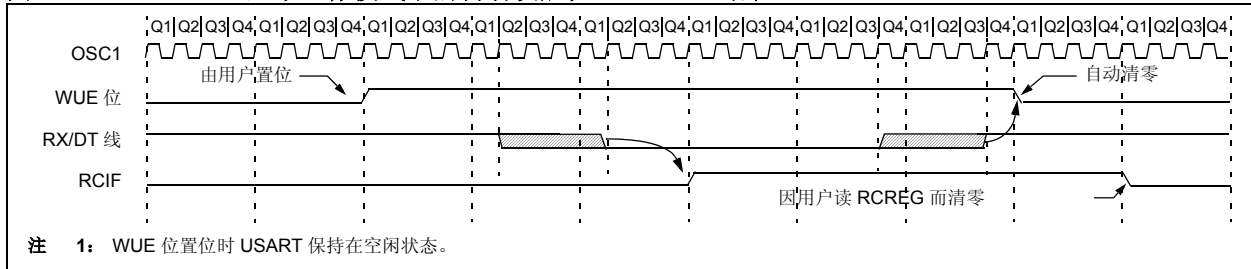 Q1 Q2 Q3 Q4 Q1 Q2 Q3 Q4 Q1 Q2 Q3 Q4 Q1 Q2 Q3 Q4 Q1 Q2 Q3 Q4 Q1 Q2 Q3 Q4 Q1 Q2 Q3 Q4 Q1 Q2 Q3 Q4 Q1 Q2 Q3 Q4 Q1 Q2 Q3 Q4
OSC1
由用户置位
自动清零
WUE 位
RX/DT 线
RCIF
因用户读 RCREG 而清零
注 1: WUE 位置位时 USART 保持在空闲状态。